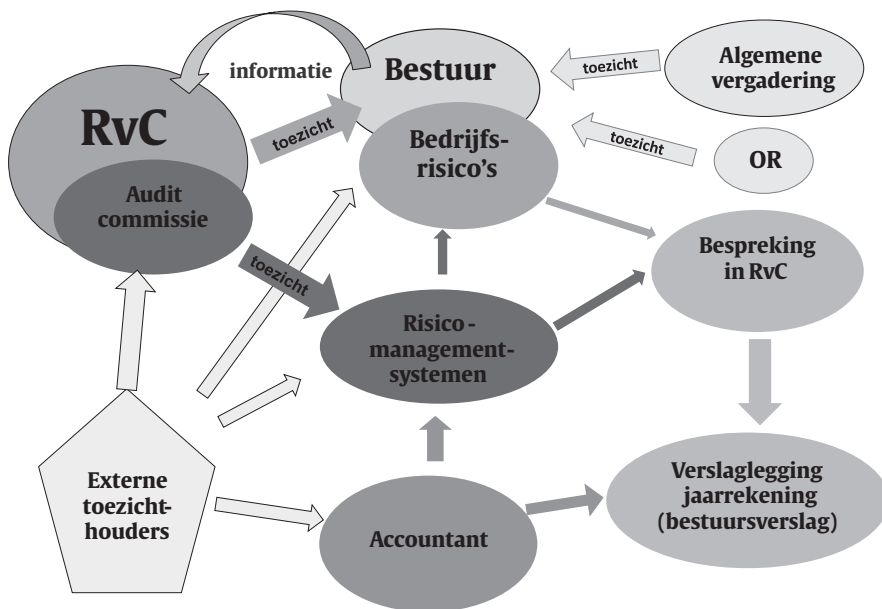 informatie
Bestuur
toezicht
Algemene
vergadering
RvC
toezicht
Bedrijfs-
risico's
toezicht
OR
Audit
commissie
toezicht
Bespreking
in RvC
Risico-
management-
systemen
Externe
toezicht-
houders
Accountant
Verslaglegging
jaarrekening
(bestuursverslag)